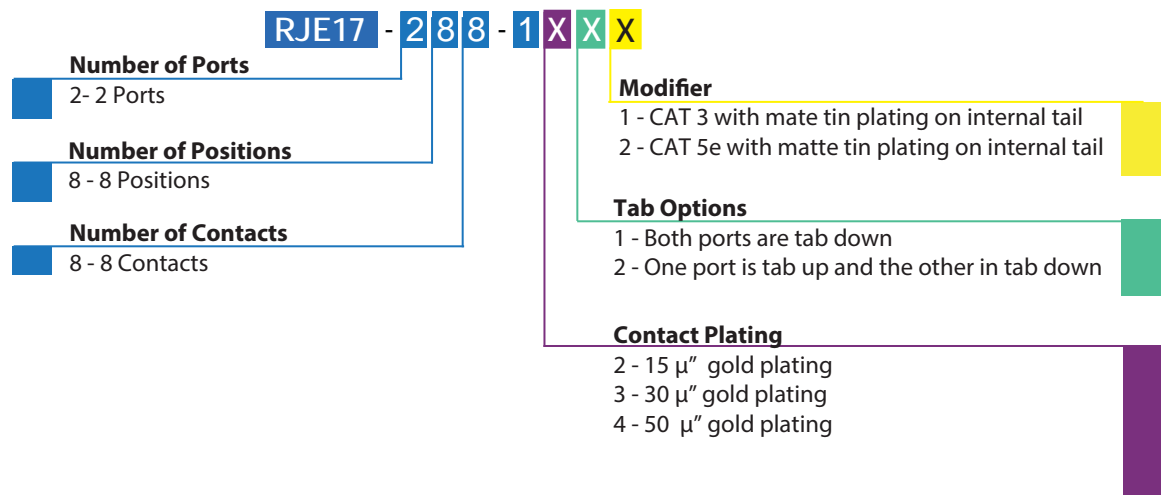 RJE17 - 2 8 8 - 1 X X X
Number of Ports
2- 2 Ports
Number of Positions
8 - 8 Positions
Number of Contacts
8 - 8 Contacts
Modifier
1 - CAT 3 with mate tin plating on internal tail
2 - CAT 5e with matte tin plating on internal tail
Tab Options
1 - Both ports are tab down
2 - One port is tab up and the other in tab down
Contact Plating
2 - 15 µ” gold plating
3 - 30 µ” gold plating
4 - 50 µ” gold plating